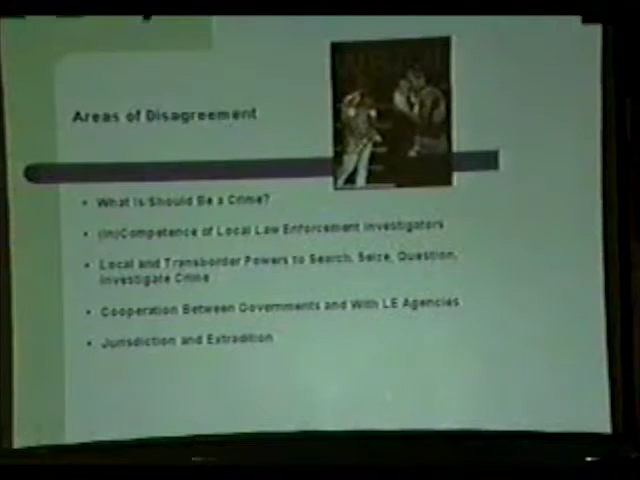 Areas of Disagreement
• What Is Should Be a Crime?
• (In)Competence of Local Law Enforcement Investigators
• Local and Transborder Powers to Search, Seize, Question,
Investigate Crime
• Cooperation Between Governments and With LE Agencies
• Jurisdiction and Extradition